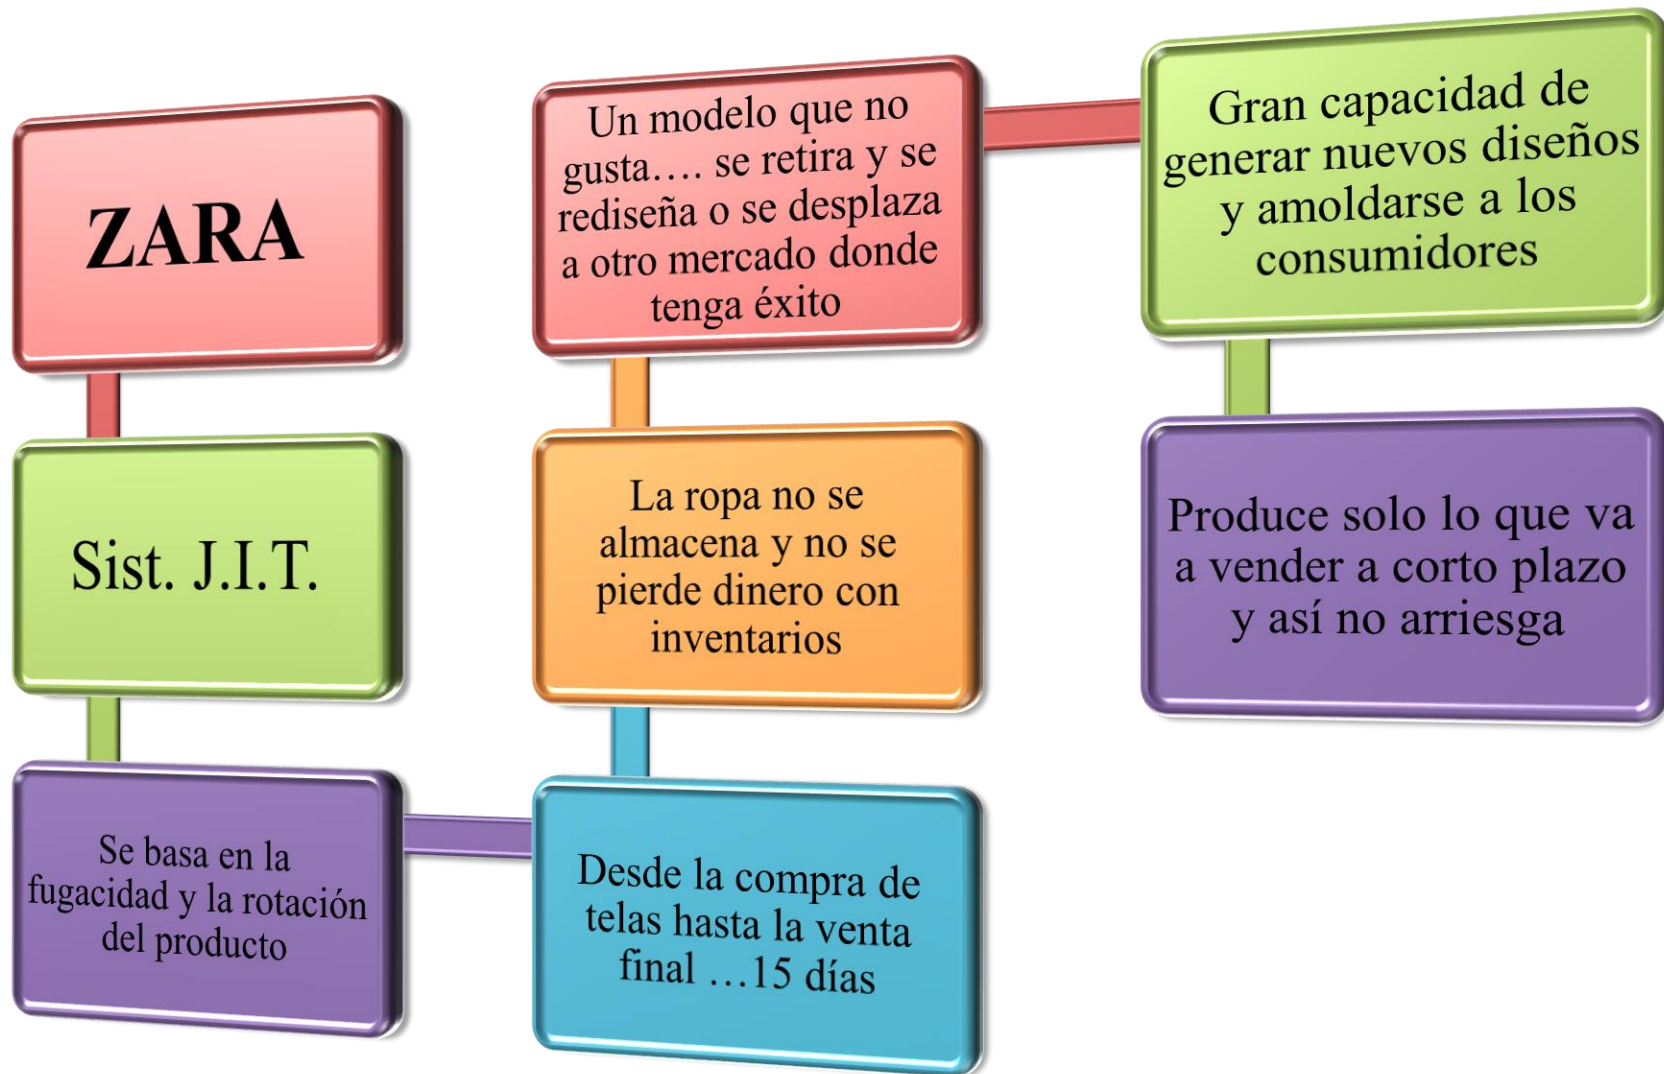 ZARA
Sist. J.I.T.
Se basa en la
fugacidad y la rotación
del producto
Desde la compra de
telas hasta la venta
final …15 días
La ropa no se
almacena y no se
pierde dinero con
inventarios
Un modelo que no
gusta…. se retira y se
rediseña o se desplaza
a otro mercado donde
tenga éxito
Gran capacidad de
generar nuevos diseños
y amoldarse a los
consumidores
Produce solo lo que va
a vender a corto plazo
y así no arriesga